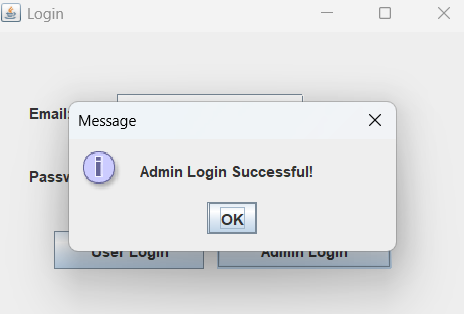 Login
Email:
Message
Admin Login Successful!
Passw
OK
User Login
Admin Login